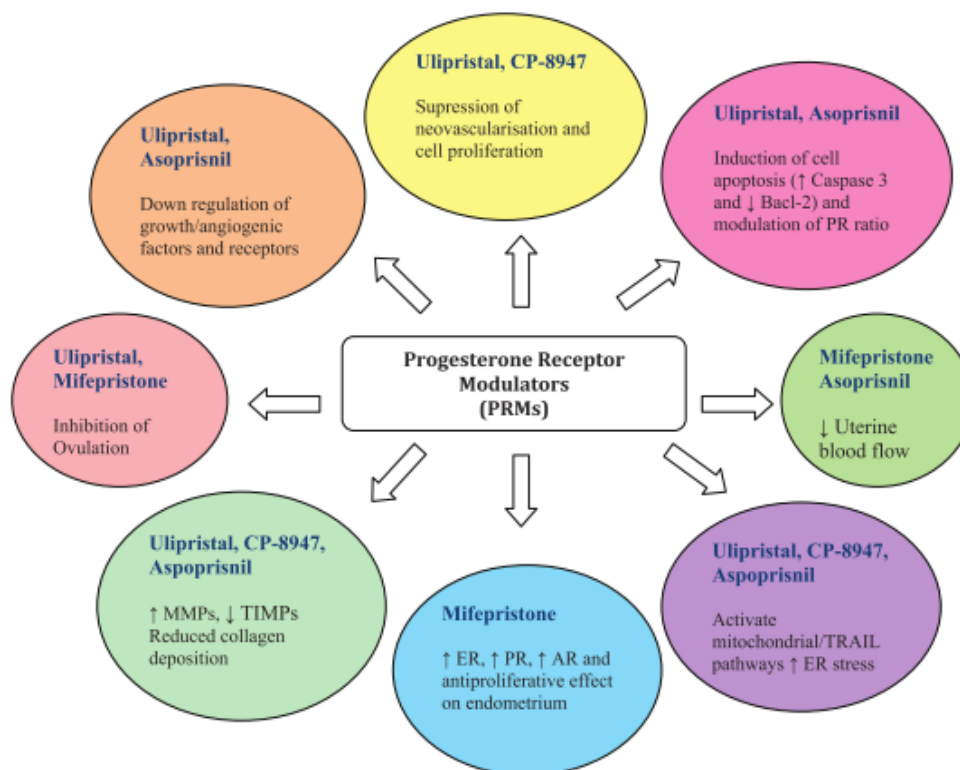 Ulipristal, CP-8947
Supression of
neovascularisation and
cell proliferation
Ulipristal,
Asoprisnil
Down regulation of
growth/angiogenic
factors and receptors
Ulipristal, Asoprisnil
Induction of cell
apoptosis (↑ Caspase 3
and ↓ Bacl-2) and
modulation of PR ratio
Ulipristal,
Mifepristone
Inhibition of
Ovulation
Progesterone Receptor
Modulators
(PRMs)
Mifepristone
Asoprisnil
↓ Uterine
blood flow
Ulipristal, CP-8947,
Aspoprisnil
↑ MMPs, ↓ TIMPs
Reduced collagen
deposition
Mifepristone
↑ ER, ↑ PR, ↑ AR and
antiproliferative effect
on endometrium
Ulipristal, CP-8947,
Aspoprisnil
Activate
mitochondrial/TRAIL
pathways ↑ ER stress